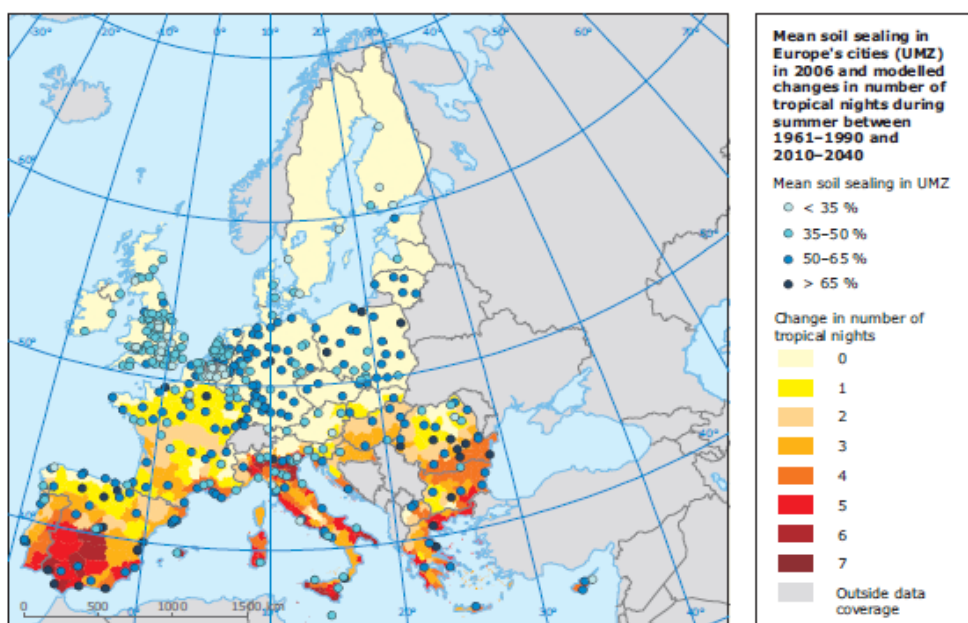 -30°
-20°
-10°
0°
10°
20°
30°
40°
50°
60°
70°
60°
50°
50°
40°
40°
0°
10°
20°
30°
0 500 1000 1500 km
Mean soil sealing in
Europe's cities (UMZ)
in 2006 and modelled
changes in number of
tropical nights during
summer between
1961–1990 and
2010–2040
Mean soil sealing in UMZ
< 35 %
35–50 %
50–65 %
> 65 %
Change in number of
tropical nights
0
1
2
3
4
5
6
7
Outside data
coverage